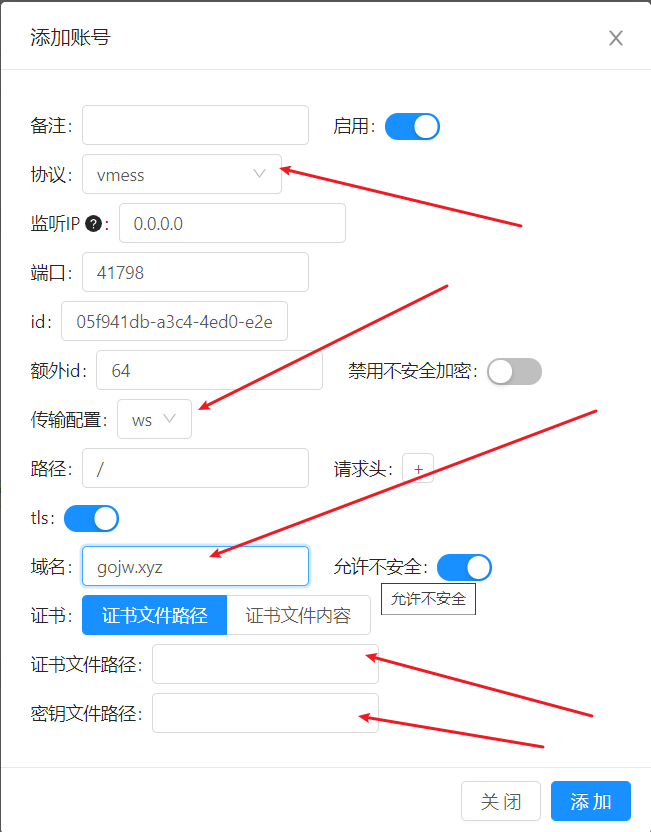 添加账号
备注:
启用:
协议: vmess
监听IP ?: 0.0.0.0
端口: 41798
id: 05f941db-a3c4-4ed0-e2e
额外id: 64 禁用不安全加密:
传输配置: ws
路径: / 请求头: +
tls:
域名: gojw.xyz 允许不安全:
允许不安全
证书: 证书文件路径 证书文件内容
证书文件路径:
密钥文件路径:
关 闭 添 加